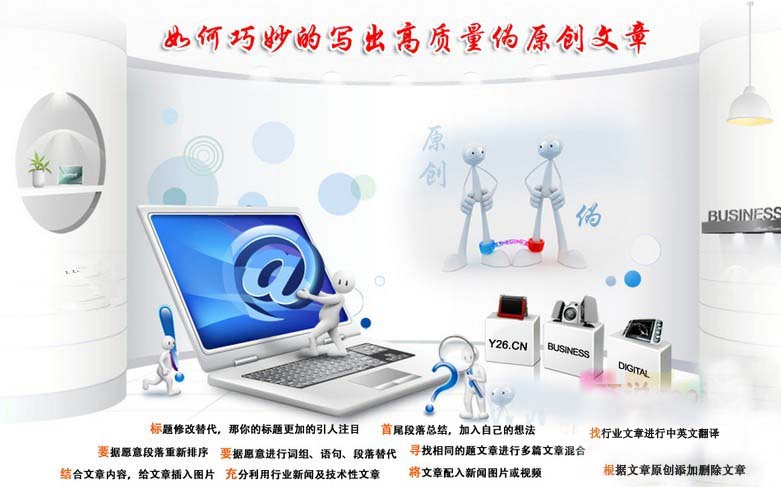 如何巧妙的写出高质量伪原创文章
原创
伪
BUSINESS
Y26.CN
BUSINESS
DIGITAL
标题修改替代，那你的标题更加的引人注目
首尾段落总结，加入自己的想法
找行业文章进行中英文翻译
要据愿意段落重新排序
要据愿意进行词组、语句、段落替代
寻找相同的题文章进行多篇文章混合
结合文章内容，给文章插入图片
充分利用行业新闻及技术性文章
将文章配入新闻图片或视频
根据文章原创添加删除文章